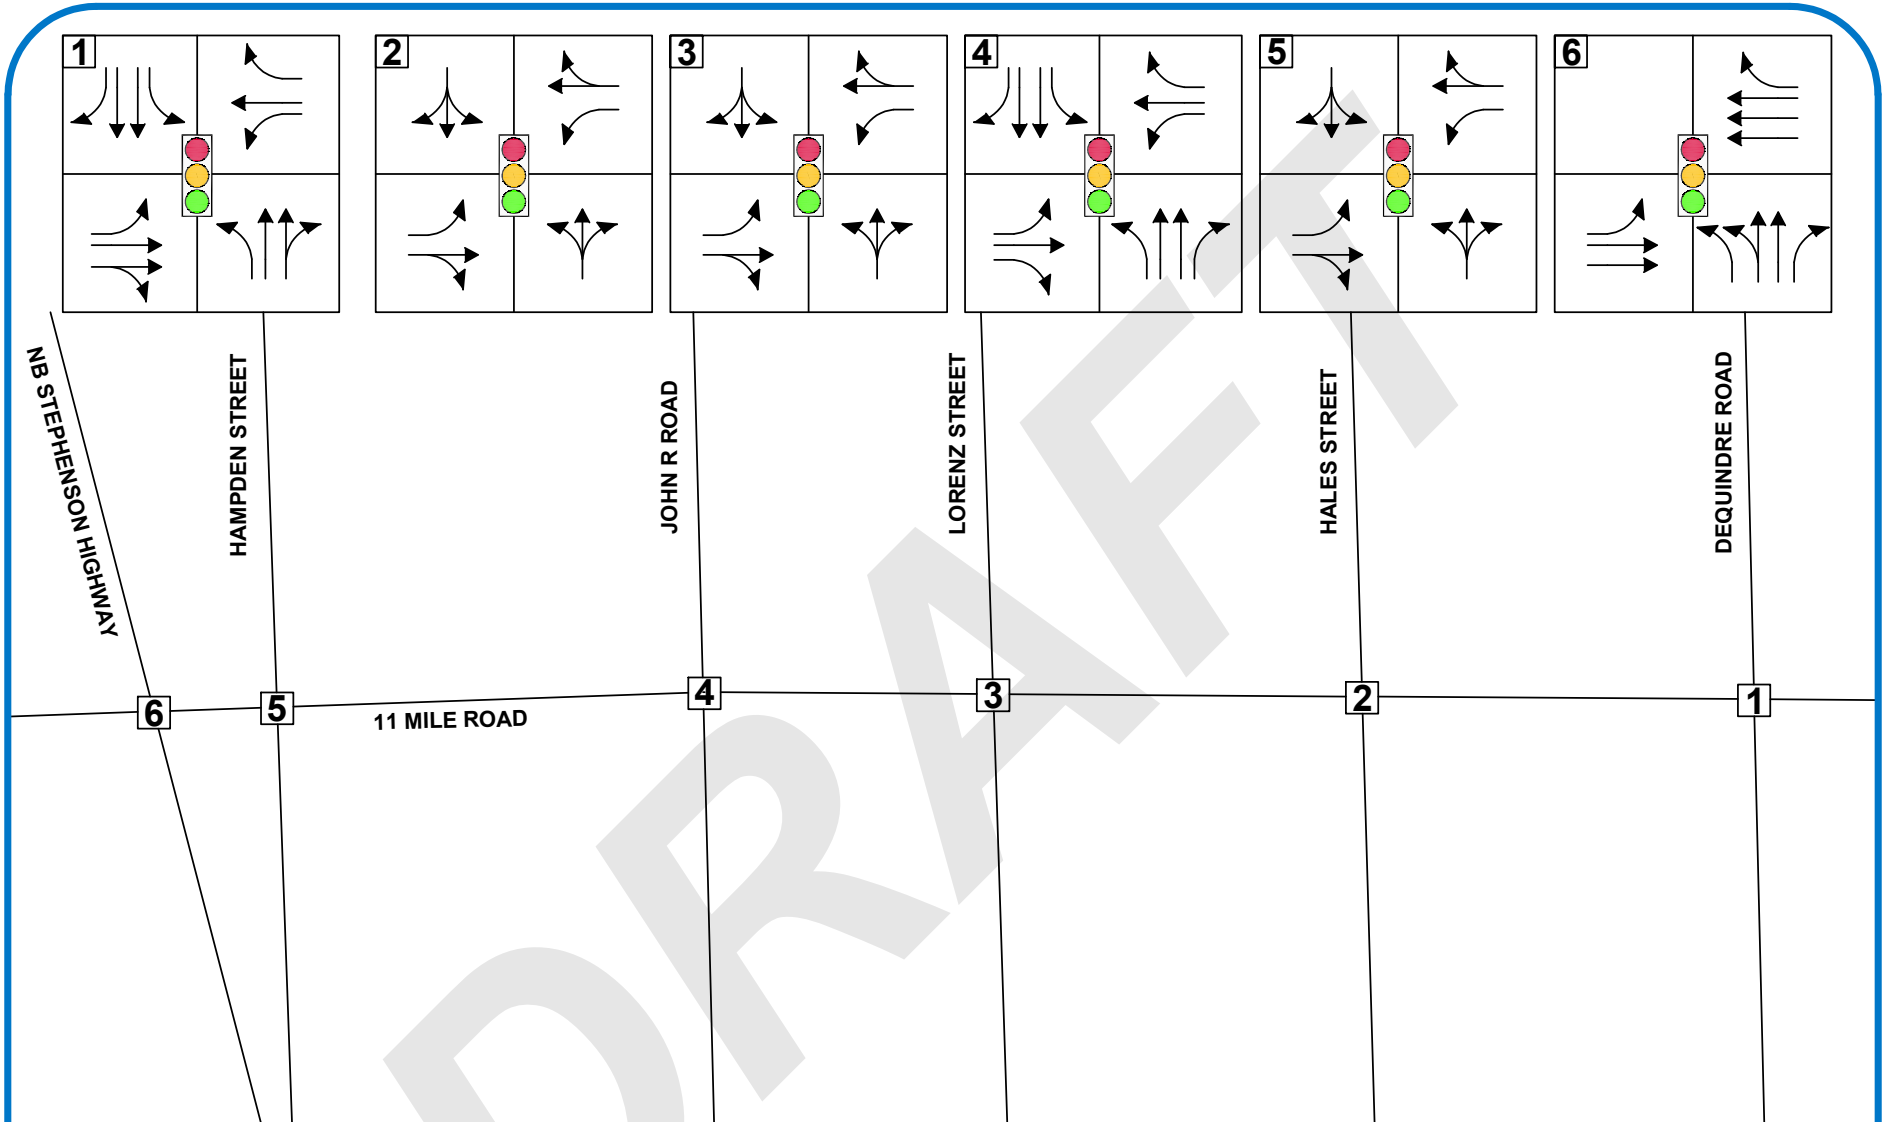 1
2
3
4
5
6
NB STEPHENSON HIGHWAY
HAMPDEN STREET
JOHN R ROAD
LORENZ STREET
HALES STREET
DEQUINDRE ROAD
6
5
4
3
2
1
11 MILE ROAD
DRAFT